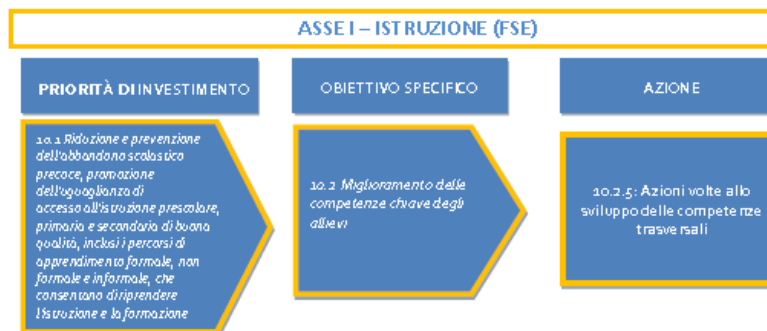 ASSE I – ISTRUZIONE (FSE)
PRIORITÀ DI INVESTIMENTO
10.1 Riduzione e prevenzione
dell'abbandono scolastico
precoce, promozione
dell'uguaglianza di
accesso all'istruzione prescolare,
primaria e secondaria di buona
qualità, inclusi i percorsi di
apprendimento formale, non
formale e informale, che
consentano di riprendere
l'istruzione e la formazione
OBIETTIVO SPECIFICO
10.2 Miglioramento delle
competenze chiave degli
allievi
AZIONE
10.2.5: Azioni volte allo
sviluppo delle competenze
trasversali